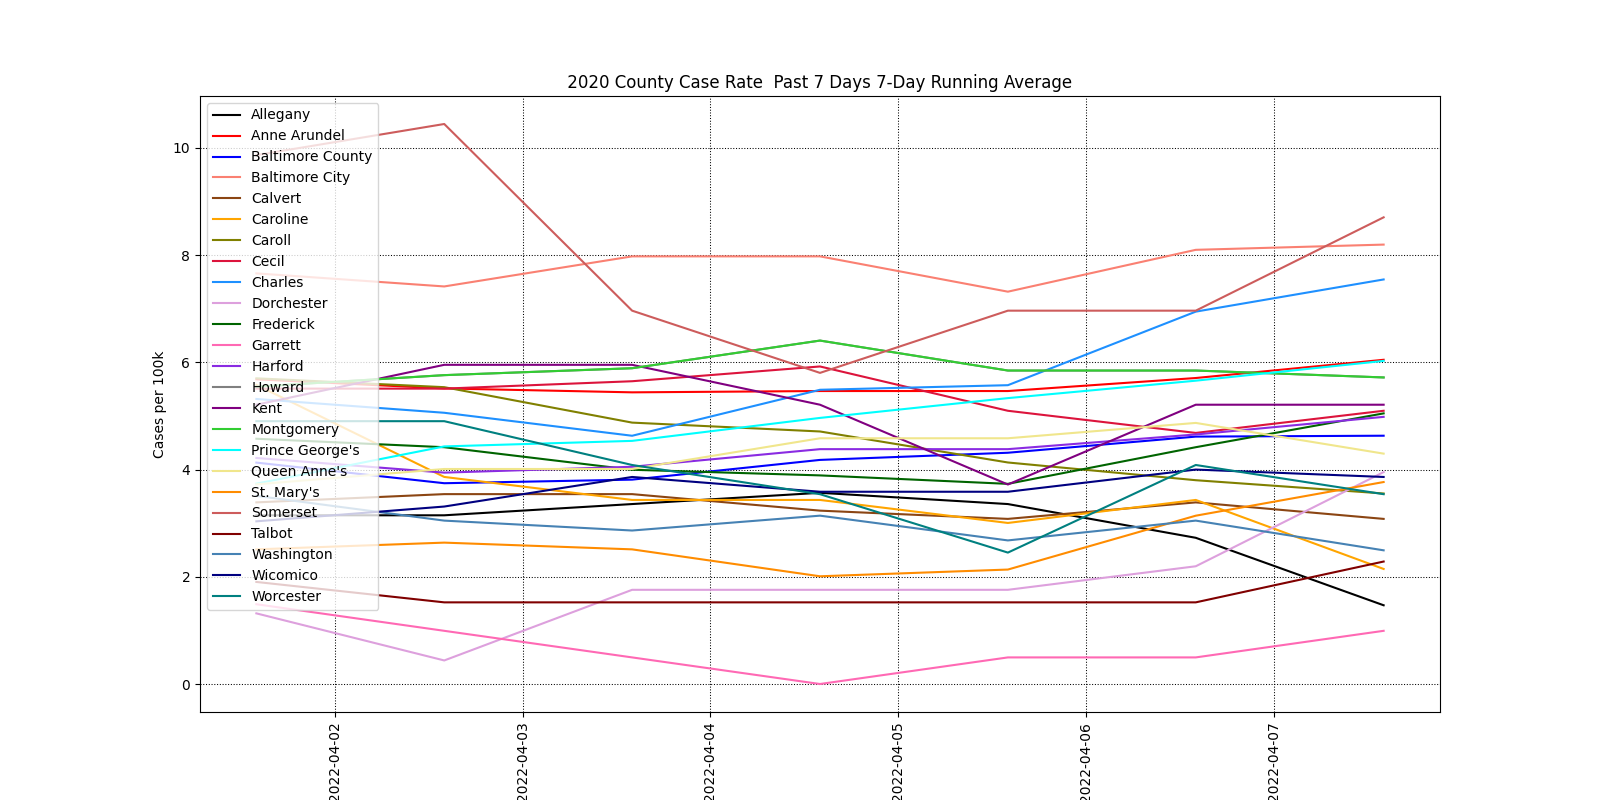 2020 County Case Rate  Past 7 Days 7-Day Running Average
Cases per 100k
10
8
6
4
2
0
Allegany
Anne Arundel
Baltimore County
Baltimore City
Calvert
Caroline
Caroll
Cecil
Charles
Dorchester
Frederick
Garrett
Harford
Howard
Kent
Montgomery
Prince George's
Queen Anne's
St. Mary's
Somerset
Talbot
Washington
Wicomico
Worcester
2022-04-02
2022-04-03
2022-04-04
2022-04-05
2022-04-06
2022-04-07